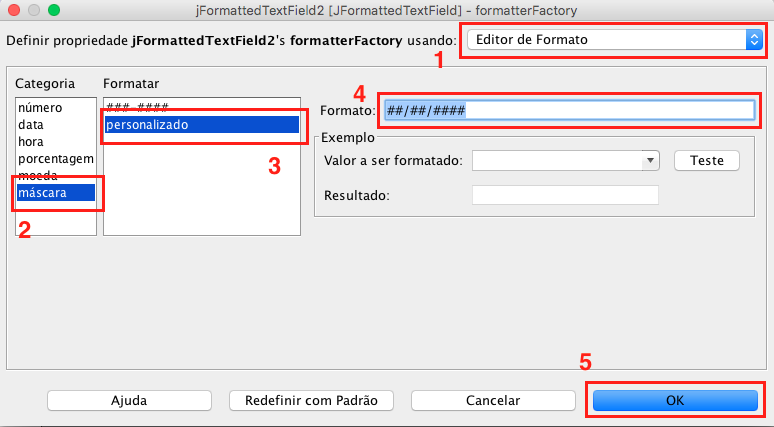 jFormattedTextField2 [JFormattedTextField] - formatterFactory
Definir propriedade jFormattedTextField2's formatterFactory usando: Editor de Formato
1
Categoria Formatar
número
data
hora
porcentagem
moeda
máscara
2
###-####
personalizado
3
4
Formato: ##/##/####
Exemplo
Valor a ser formatado: Teste
Resultado:
5
Ajuda Redefinir com Padrão Cancelar OK